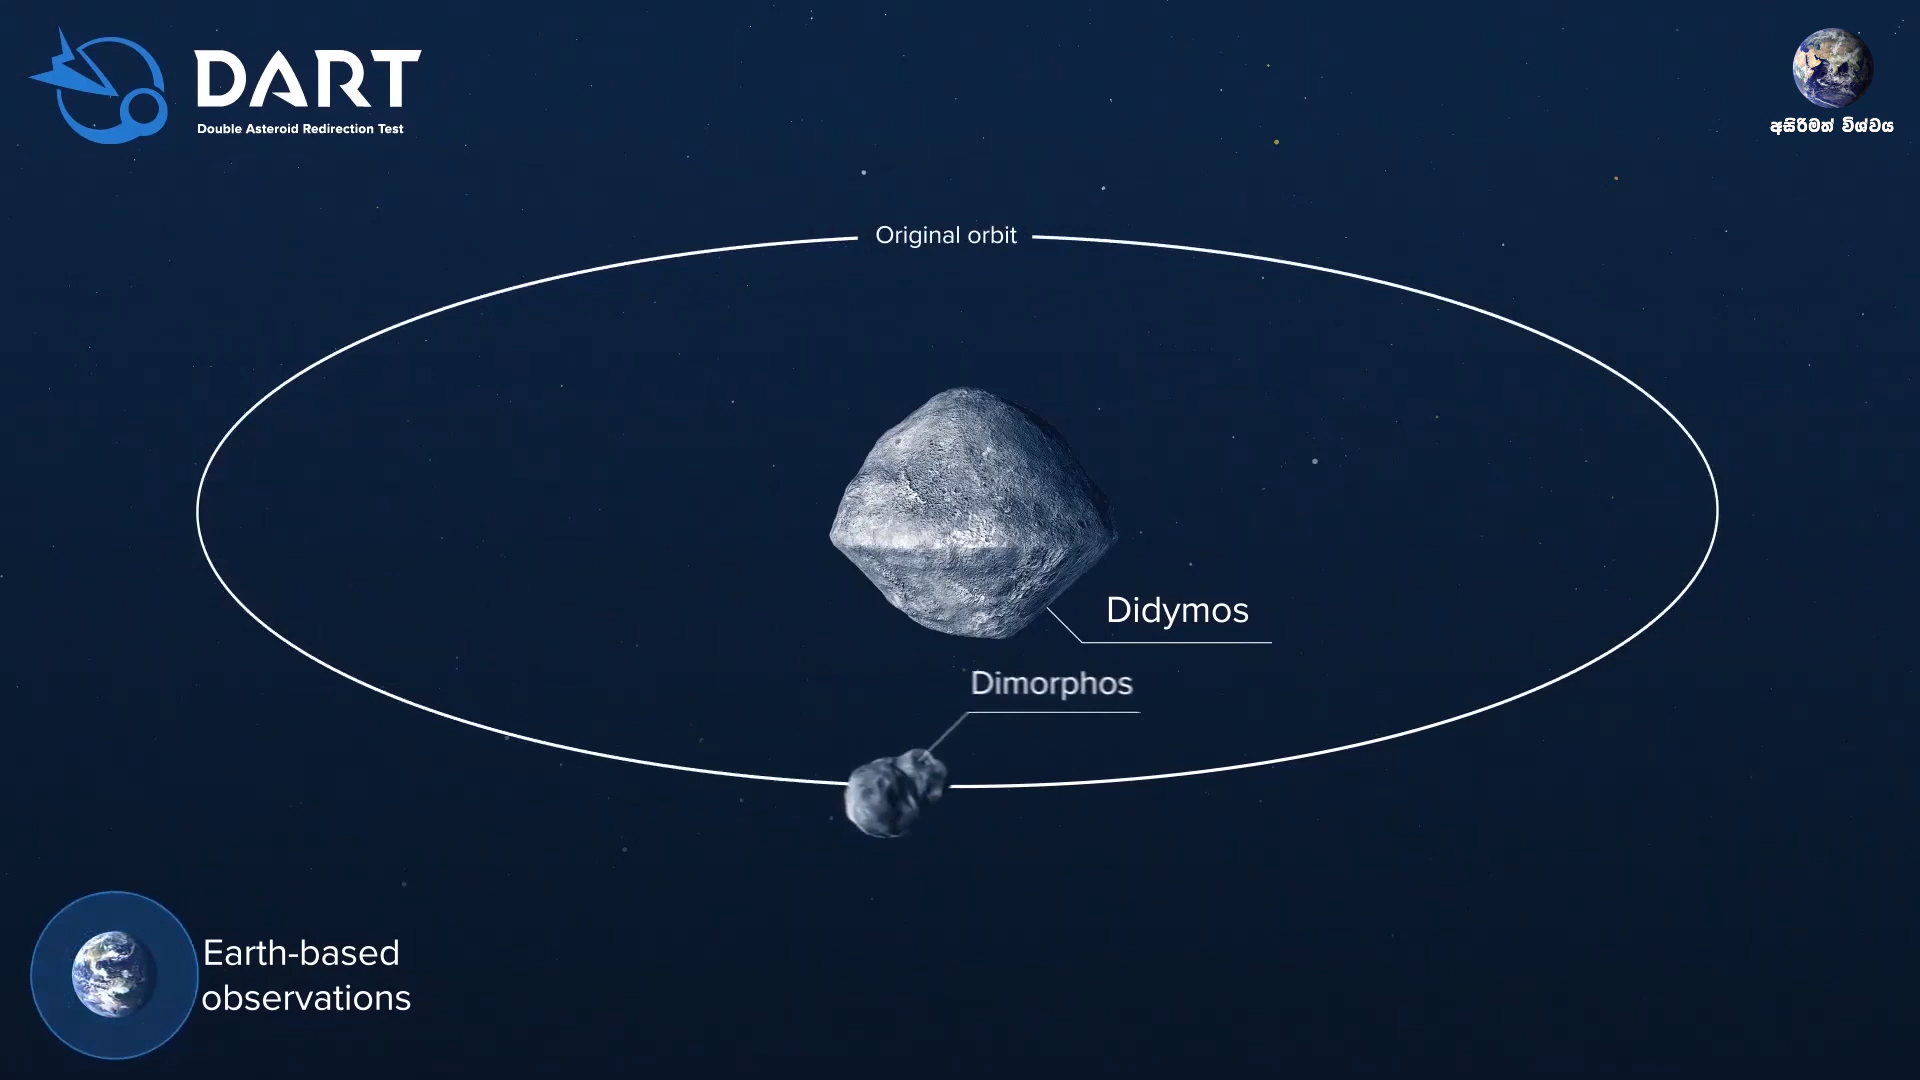 DART
Double Asteroid Redirection Test
අසිරිමත් විශ්වය
Original orbit
Didymos
Dimorphos
Earth-based
observations